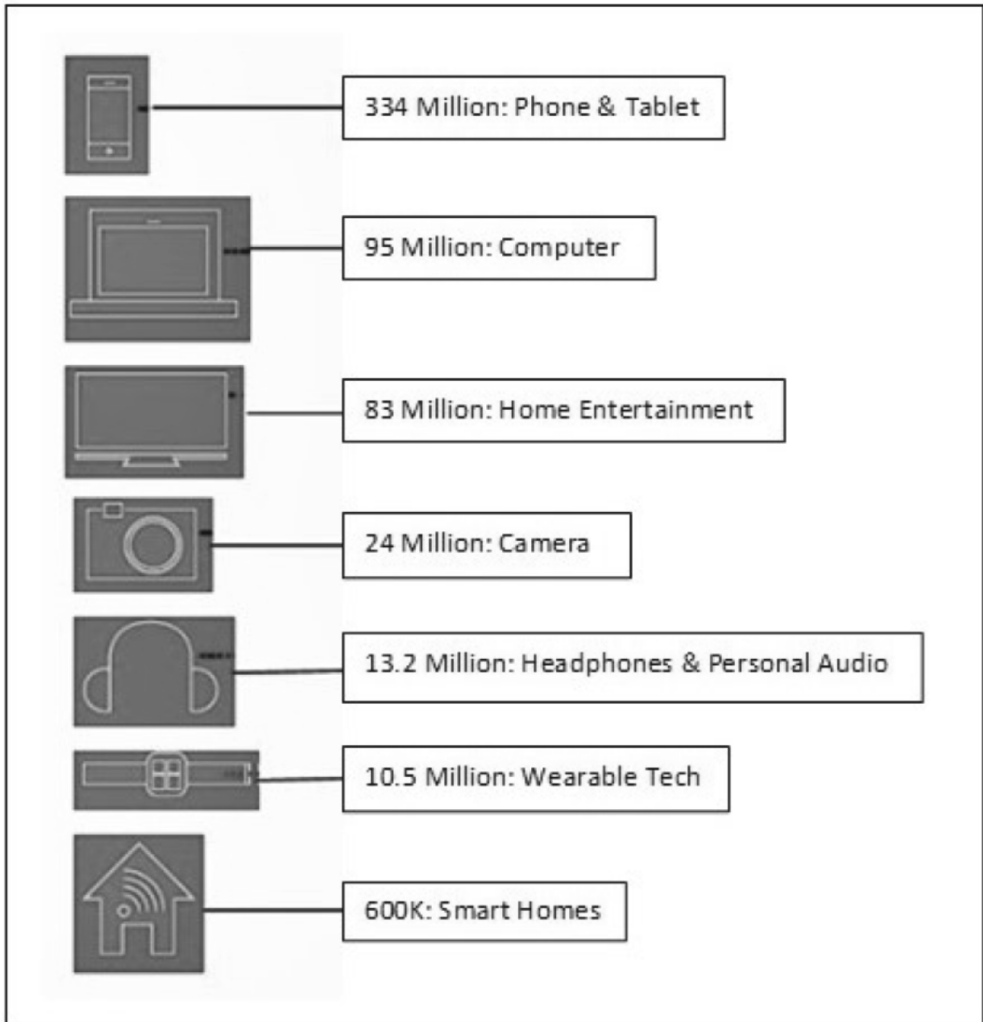 334 Million: Phone & Tablet
95 Million: Computer
83 Million: Home Entertainment
24 Million: Camera
13.2 Million: Headphones & Personal Audio
10.5 Million: Wearable Tech
600K: Smart Homes